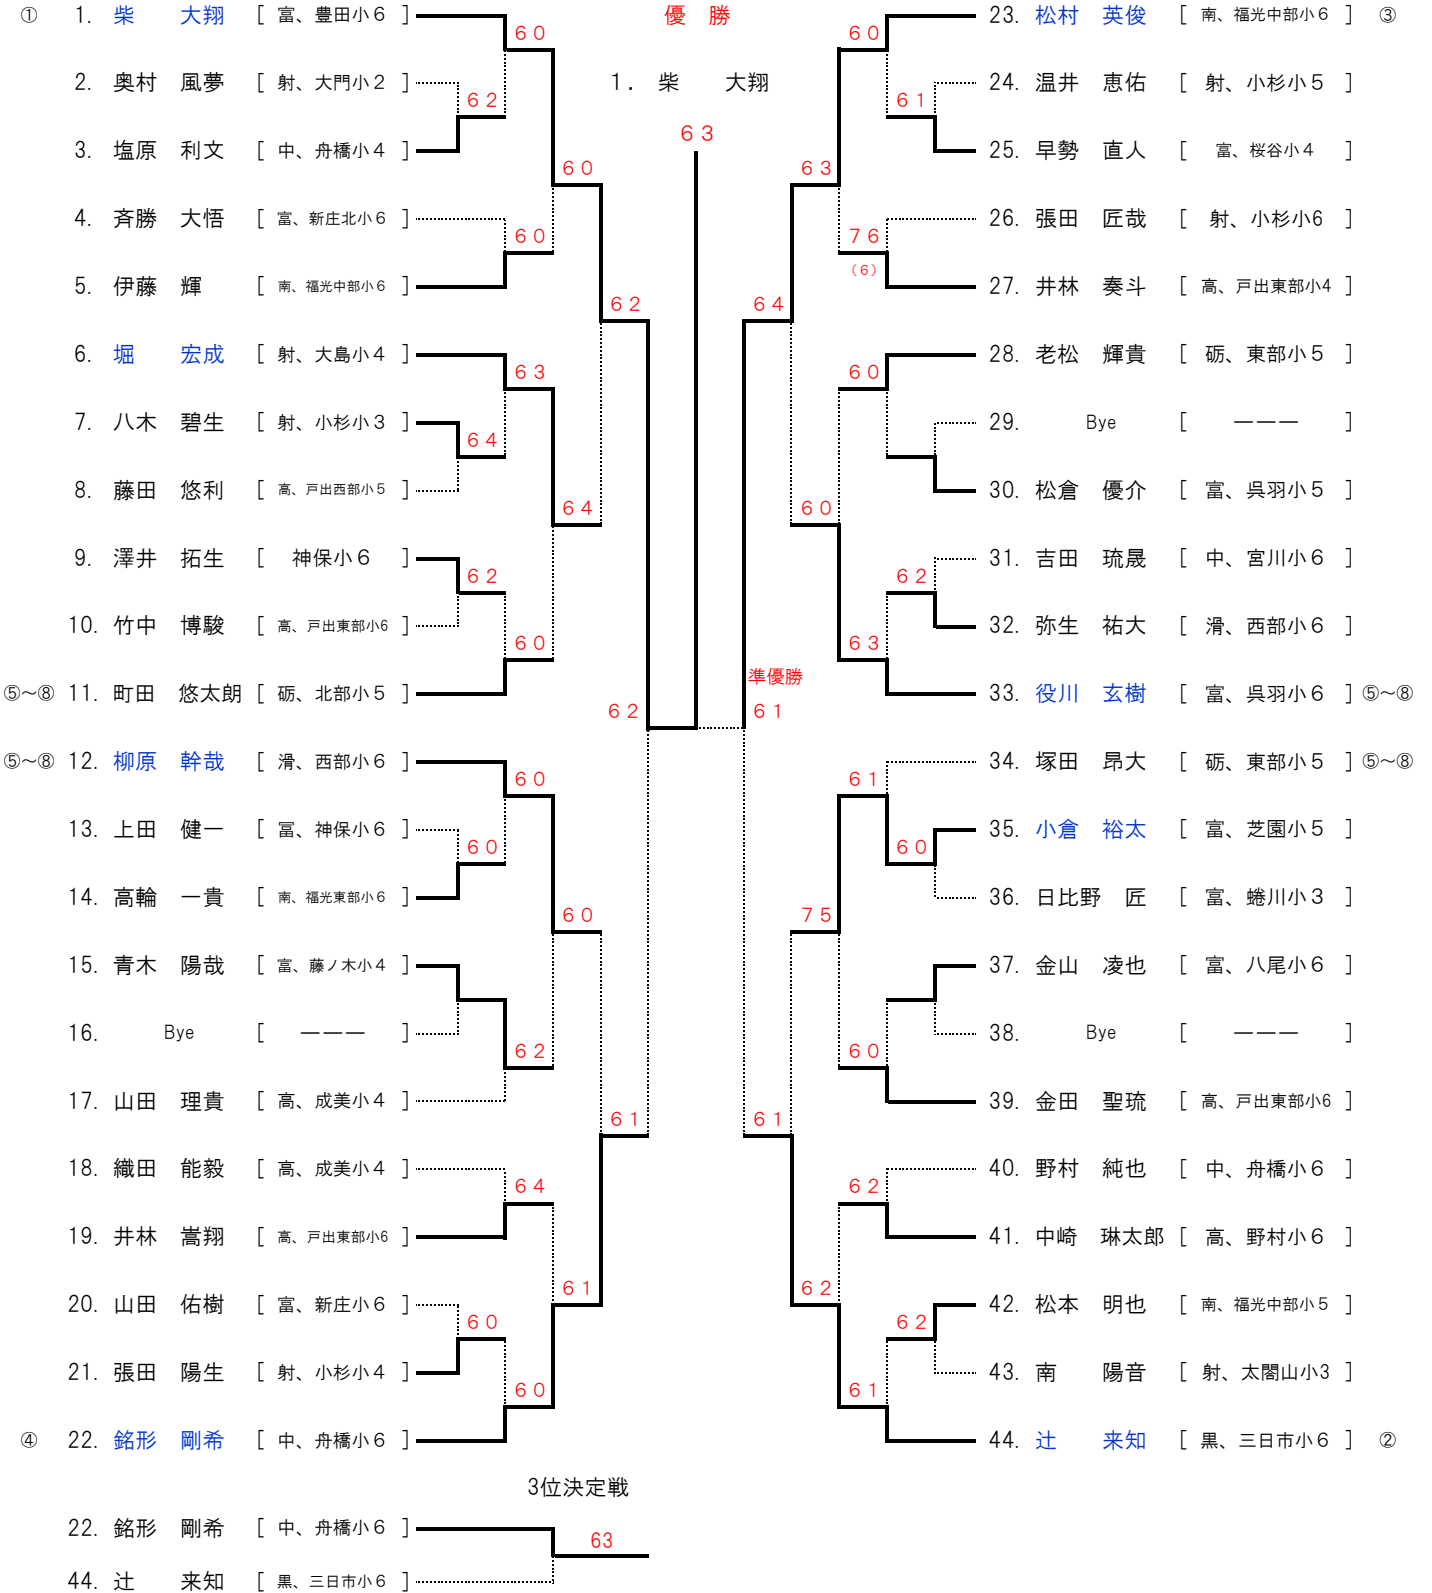 ① 1. 柴 大翔 [ 富、豊田小6 ]
60
2. 奥村 風夢 [ 射、大門小2 ]
62
3. 塩原 利文 [ 中、舟橋小4 ]
60
4. 斉勝 大悟 [ 富、新庄北小6 ]
60
5. 伊藤 輝 [ 南、福光中部小6 ]
62
6. 堀 宏成 [ 射、大島小4 ]
63
7. 八木 碧生 [ 射、小杉小3 ]
64
8. 藤田 悠利 [ 高、戸出西部小5 ]
64
9. 澤井 拓生 [ 神保小6 ]
62
10. 竹中 博駿 [ 高、戸出東部小6 ]
60
⑤～⑧ 11. 町田 悠太朗 [ 砺、北部小5 ]
62
⑤～⑧ 12. 柳原 幹哉 [ 滑、西部小6 ]
60
13. 上田 健一 [ 富、神保小6 ]
60
14. 高輪 一貴 [ 南、福光東部小6 ]
60
15. 青木 陽哉 [ 富、藤ノ木小4 ]
16. Bye [ ――― ]
62
17. 山田 理貴 [ 高、成美小4 ]
61
18. 織田 能毅 [ 高、成美小4 ]
64
19. 井林 嵩翔 [ 高、戸出東部小6 ]
61
20. 山田 佑樹 [ 富、新庄小6 ]
60
21. 張田 陽生 [ 射、小杉小4 ]
60
④ 22. 銘形 剛希 [ 中、舟橋小6 ]
優 勝
1. 柴 大翔
63
準優勝
61
23. 松村 英俊 [ 南、福光中部小6 ] ③
60
24. 温井 恵佑 [ 射、小杉小5 ]
61
25. 早勢 直人 [ 富、桜谷小4 ]
63
26. 張田 匠哉 [ 射、小杉小6 ]
76
(6)
27. 井林 奏斗 [ 高、戸出東部小4 ]
64
28. 老松 輝貴 [ 砺、東部小5 ]
60
29. Bye [ ――― ]
30. 松倉 優介 [ 富、呉羽小5 ]
60
31. 吉田 琉晟 [ 中、宮川小6 ]
62
32. 弥生 祐大 [ 滑、西部小6 ]
63
33. 役川 玄樹 [ 富、呉羽小6 ] ⑤～⑧
34. 塚田 昂大 [ 砺、東部小5 ] ⑤～⑧
61
35. 小倉 裕太 [ 富、芝園小5 ]
60
36. 日比野 匠 [ 富、蜷川小3 ]
75
37. 金山 凌也 [ 富、八尾小6 ]
38. Bye [ ――― ]
60
39. 金田 聖琉 [ 高、戸出東部小6 ]
61
40. 野村 純也 [ 中、舟橋小6 ]
62
41. 中崎 琳太郎 [ 高、野村小6 ]
62
42. 松本 明也 [ 南、福光中部小5 ]
62
43. 南 陽音 [ 射、太閤山小3 ]
61
44. 辻 来知 [ 黒、三日市小6 ] ②
3位決定戦
22. 銘形 剛希 [ 中、舟橋小6 ]
63
44. 辻 来知 [ 黒、三日市小6 ]